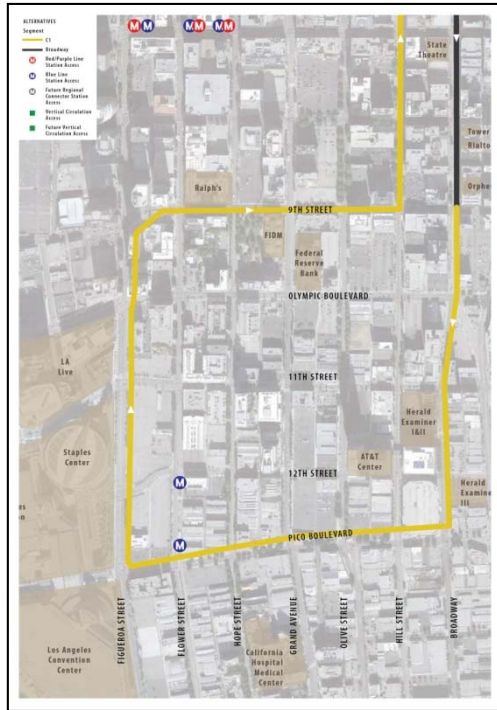 ALTERNATIVES
Segment
C1
Broadway
Red/Purple Line
Station Access
Blue Line
Station Access
Future Regional
Connector Station
Access
Vertical Circulation
Access
Future Vertical
Circulation Access
M
M
M
M
M
M
M
M
M
State
Theatre
Tower
Rialto
Orphe
Ralph's
9TH STREET
FIDM
Federal
Reserve
Bank
OLYMPIC BOULEVARD
LA
Live
11TH STREET
Herald
Examiner
I&II
Staples
Center
AT&T
Center
12TH STREET
M
Herald
Examine
III
es
on
PICO BOULEVARD
M
FIGUEROA STREET
FLOWER STREET
HOPE STREET
GRAND AVENUE
OLIVE STREET
HILL STREET
BROADWAY
Los Angeles
Convention
Center
California
Hospital
Medical
Center